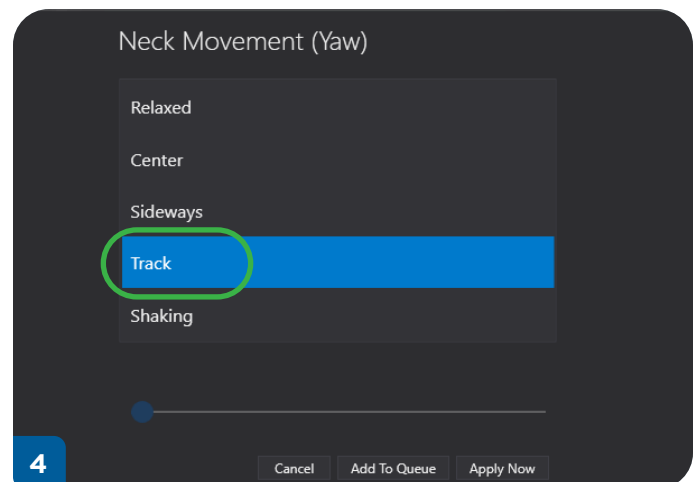 Neck Movement (Yaw)
Relaxed
Center
Sideways
Track
Shaking
4
Cancel Add To Queue Apply Now